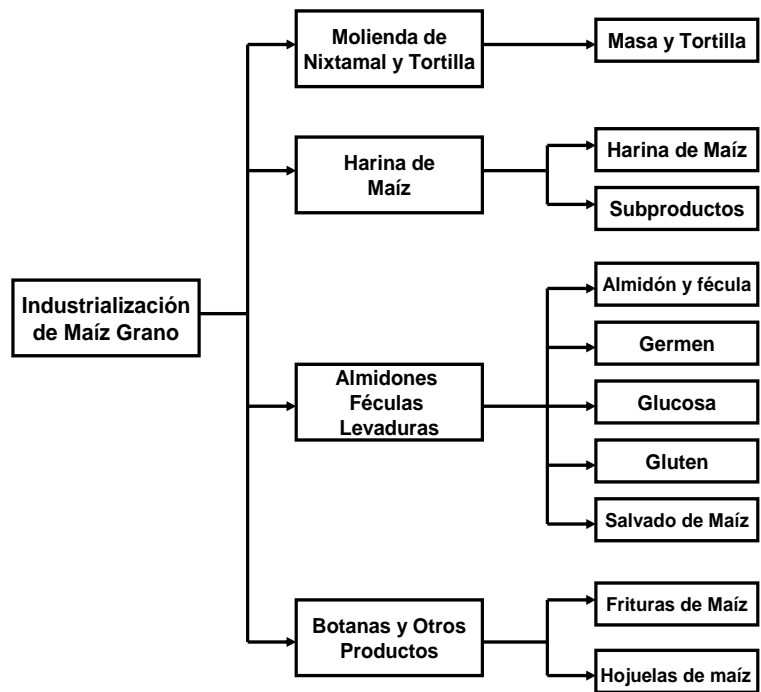 Industrialización
de Maíz Grano
Molienda de
Nixtamal y Tortilla
Masa y Tortilla
Harina de
Maíz
Harina de Maíz
Subproductos
Almidones
Féculas
Levaduras
Almidón y fécula
Germen
Glucosa
Gluten
Salvado de Maíz
Botanas y Otros
Productos
Frituras de Maíz
Hojuelas de maíz